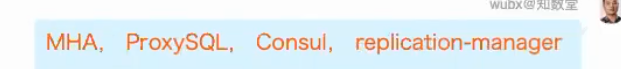 wubx@知数堂
MHA， ProxySQL， Consul， replication-manager